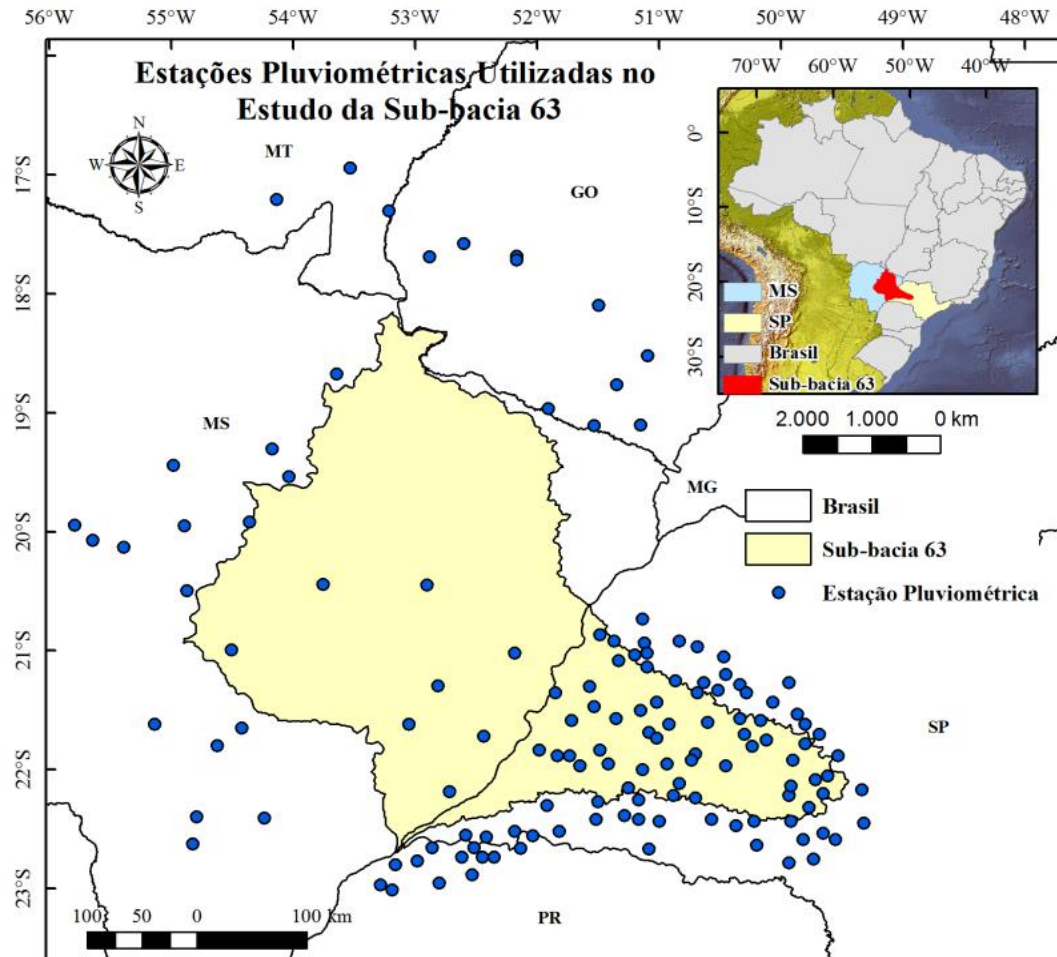 56°W 55°W 54°W 53°W 52°W 51°W 50°W 49°W 48°W
Estações Pluviométricas Utilizadas no
Estudo da Sub-bacia 63
70°W 60°W 50°W 40°W
N
W E
S
MT
GO
MS
MG
SP
PR
17°S
18°S
19°S
20°S
21°S
22°S
23°S
0°
10°S
20°S
30°S
MS
SP
Brasil
Sub-bacia 63
2.000 1.000 0 km
Brasil
Sub-bacia 63
Estação Pluviométrica
100 50 0 100 km